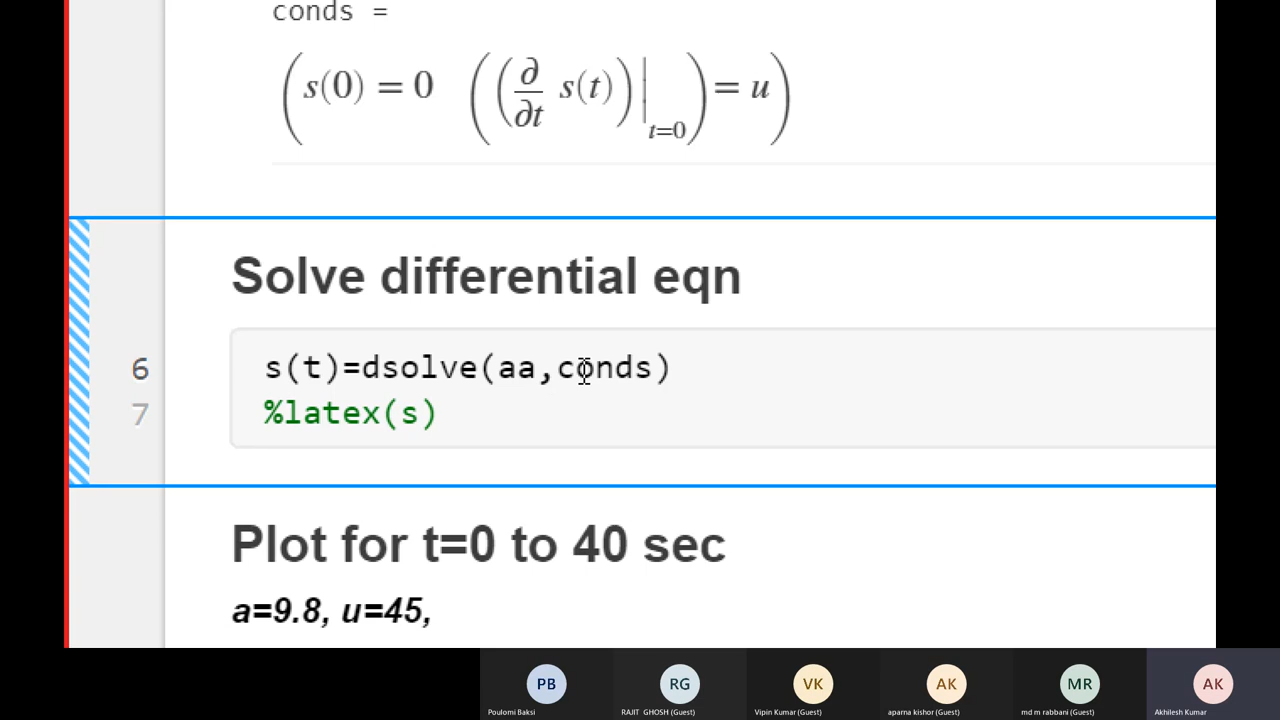 conds =
(s(0) = 0 ((∂/∂t s(t))|t=0) = u)
Solve differential eqn
6 s(t)=dsolve(aa,conds)
7 %latex(s)
Plot for t=0 to 40 sec
a=9.8, u=45,
PB RG VK AK MR AK
Poulomi Baksi RAJIT GHOSH (Guest) Vipin Kumar (Guest) aparna kishor (Guest) md m rabbani (Guest) Akhilesh Kumar